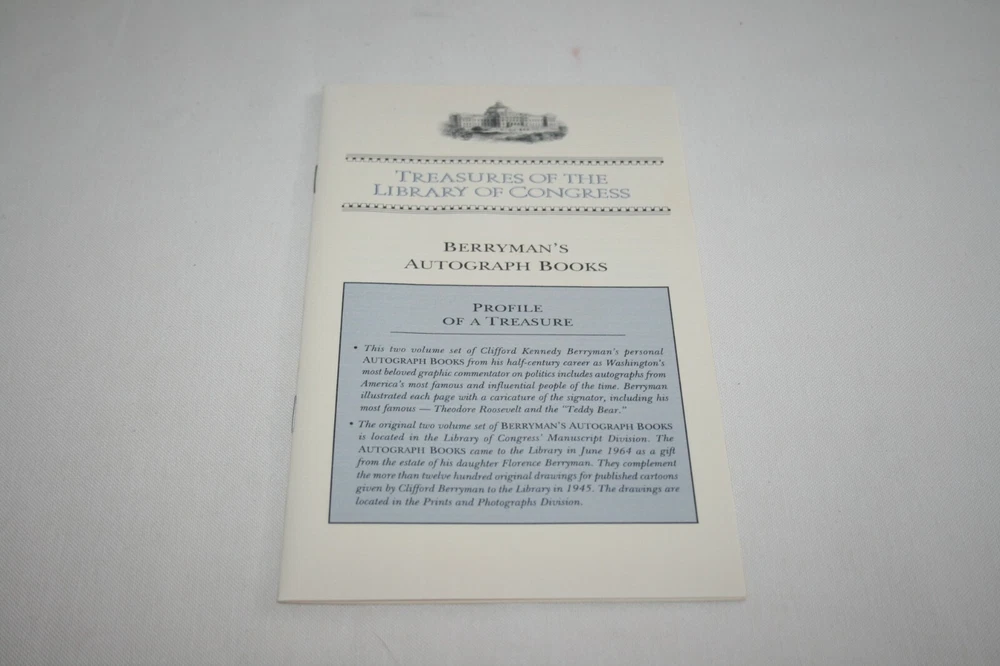 TREASURES OF THE
LIBRARY OF CONGRESS
BERRYMAN'S
AUTOGRAPH BOOKS
PROFILE
OF A TREASURE
• This two volume set of Clifford Kennedy Berryman's personal
AUTOGRAPH BOOKS from his half-century career as Washington's
most beloved graphic commentator on politics includes autographs from
America's most famous and influential people of the time. Berryman
illustrated each page with a caricature of the signator, including his
most famous — Theodore Roosevelt and the "Teddy Bear."
• The original two volume set of BERRYMAN'S AUTOGRAPH BOOKS
is located in the Library of Congress' Manuscript Division. The
AUTOGRAPH BOOKS came to the Library in June 1964 as a gift
from the estate of his daughter Florence Berryman. They complement
the more than twelve hundred original drawings for published cartoons
given by Clifford Berryman to the Library in 1945. The drawings are
located in the Prints and Photographs Division.